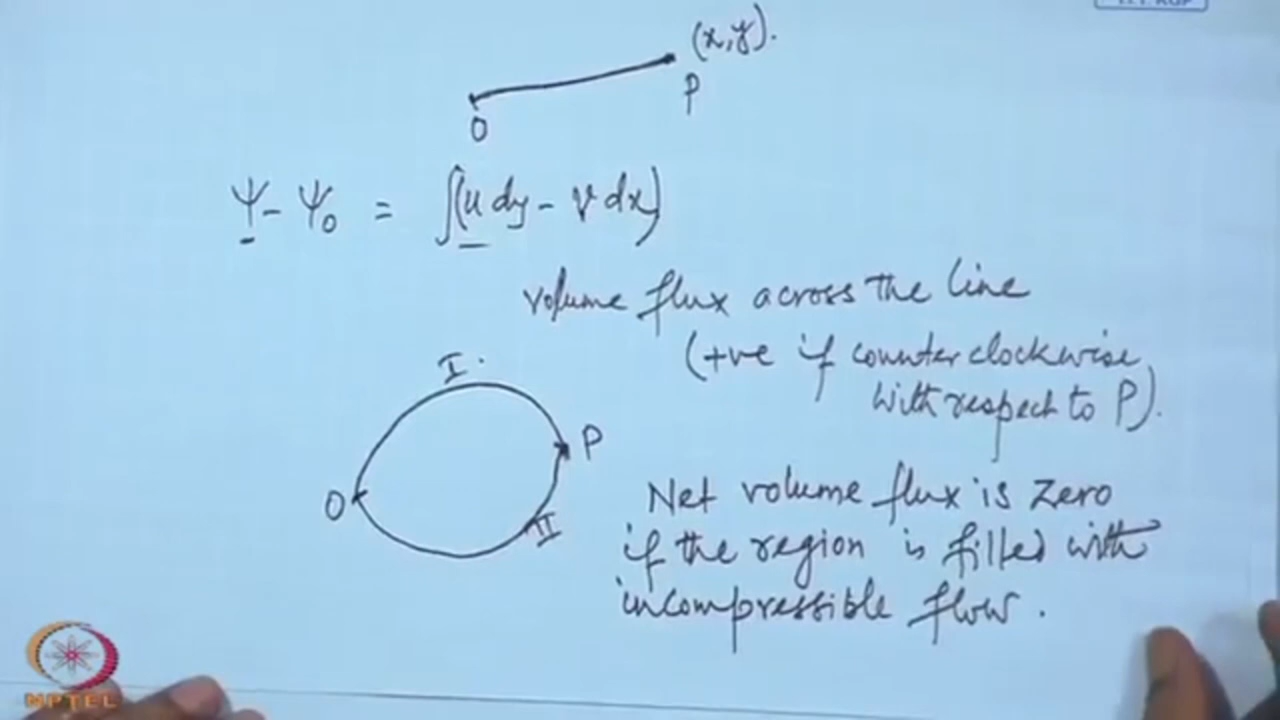 (x,y).
P
O
Ψ - Ψ₀ = ∫(u dy - v dx)
volume flux across the line
(+ve if counterclockwise
with respect to P).
I.
P
O
II
Net volume flux is zero
if the region is filled with
incompressible flow.
NPTEL